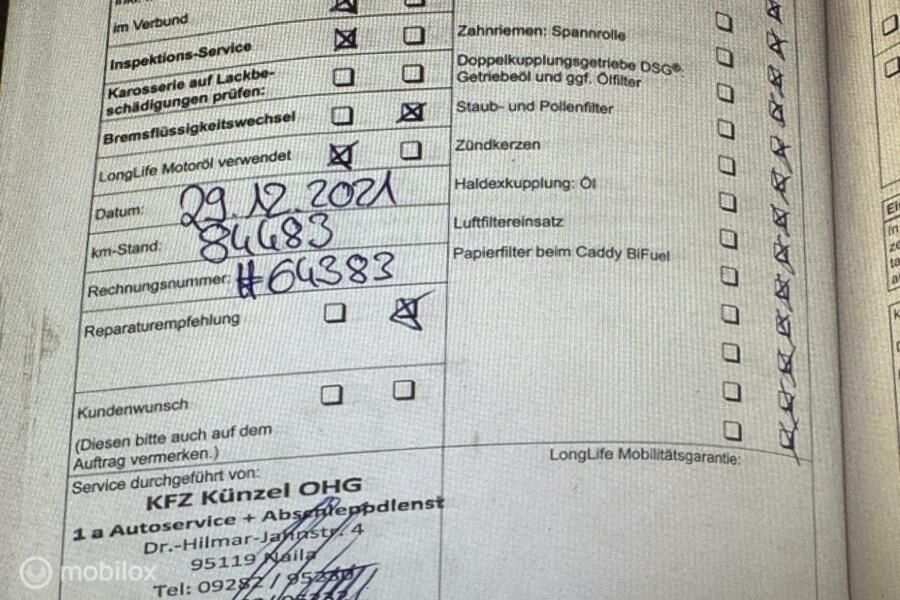 im Verbund
Inspektions-Service
Karosserie auf Lackbe-
schädigungen prüfen:
Bremsflüssigkeitswechsel
LongLife Motoröl verwendet
Datum: 29.12.2021
km-Stand: 84483
Rechnungsnummer: #64383
Reparaturempfehlung
Kundenwunsch
(Diesen bitte auch auf dem
Auftrag vermerken.)
Service durchgeführt von:
KFZ Künzel OHG
1 a Autoservice + Abschleppdienst
Dr.-Hilmar-Jahnstr. 4
95119 Naila
Tel: 09282 /
Zahnriemen: Spannrolle
Doppelkupplungsgetriebe DSG®:
Getriebeöl und ggf. Ölfilter
Staub- und Pollenfilter
Zündkerzen
Haldexkupplung: Öl
Luftfiltereinsatz
Papierfilter beim Caddy BiFuel
LongLife Mobilitätsgarantie:
mobilox